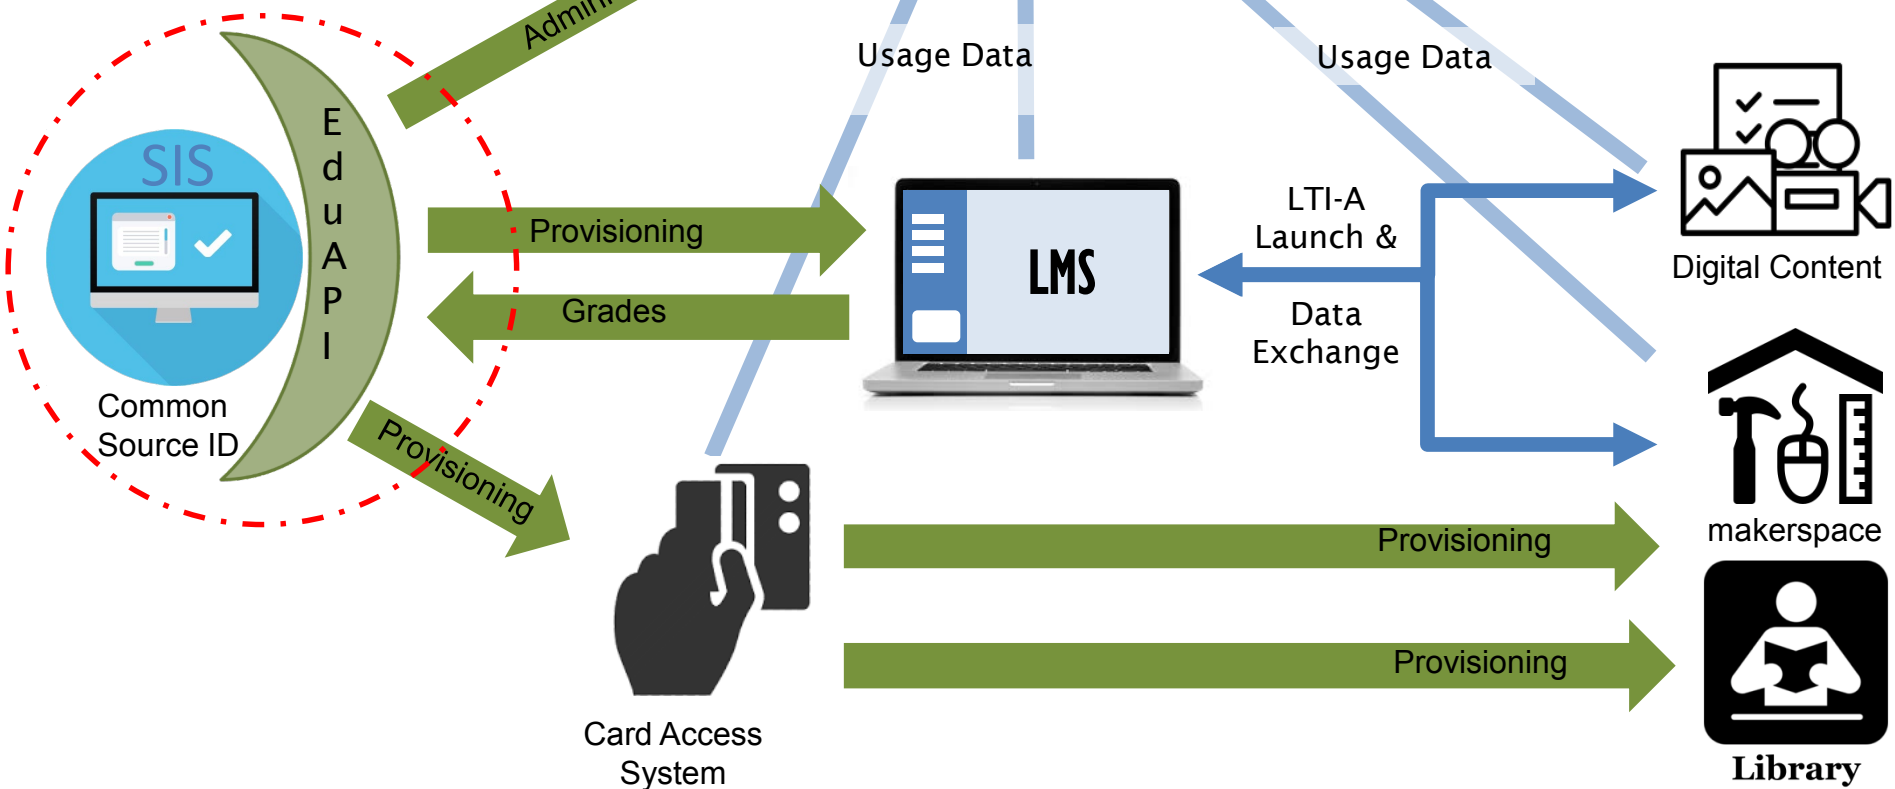 Usage Data
Usage Data
SIS
E
d
u
A
P
I
Provisioning
Grades
LMS
LTI-A
Launch &
Data
Exchange
Digital Content
Common
Source ID
Provisioning
makerspace
Provisioning
Provisioning
Card Access
System
Library